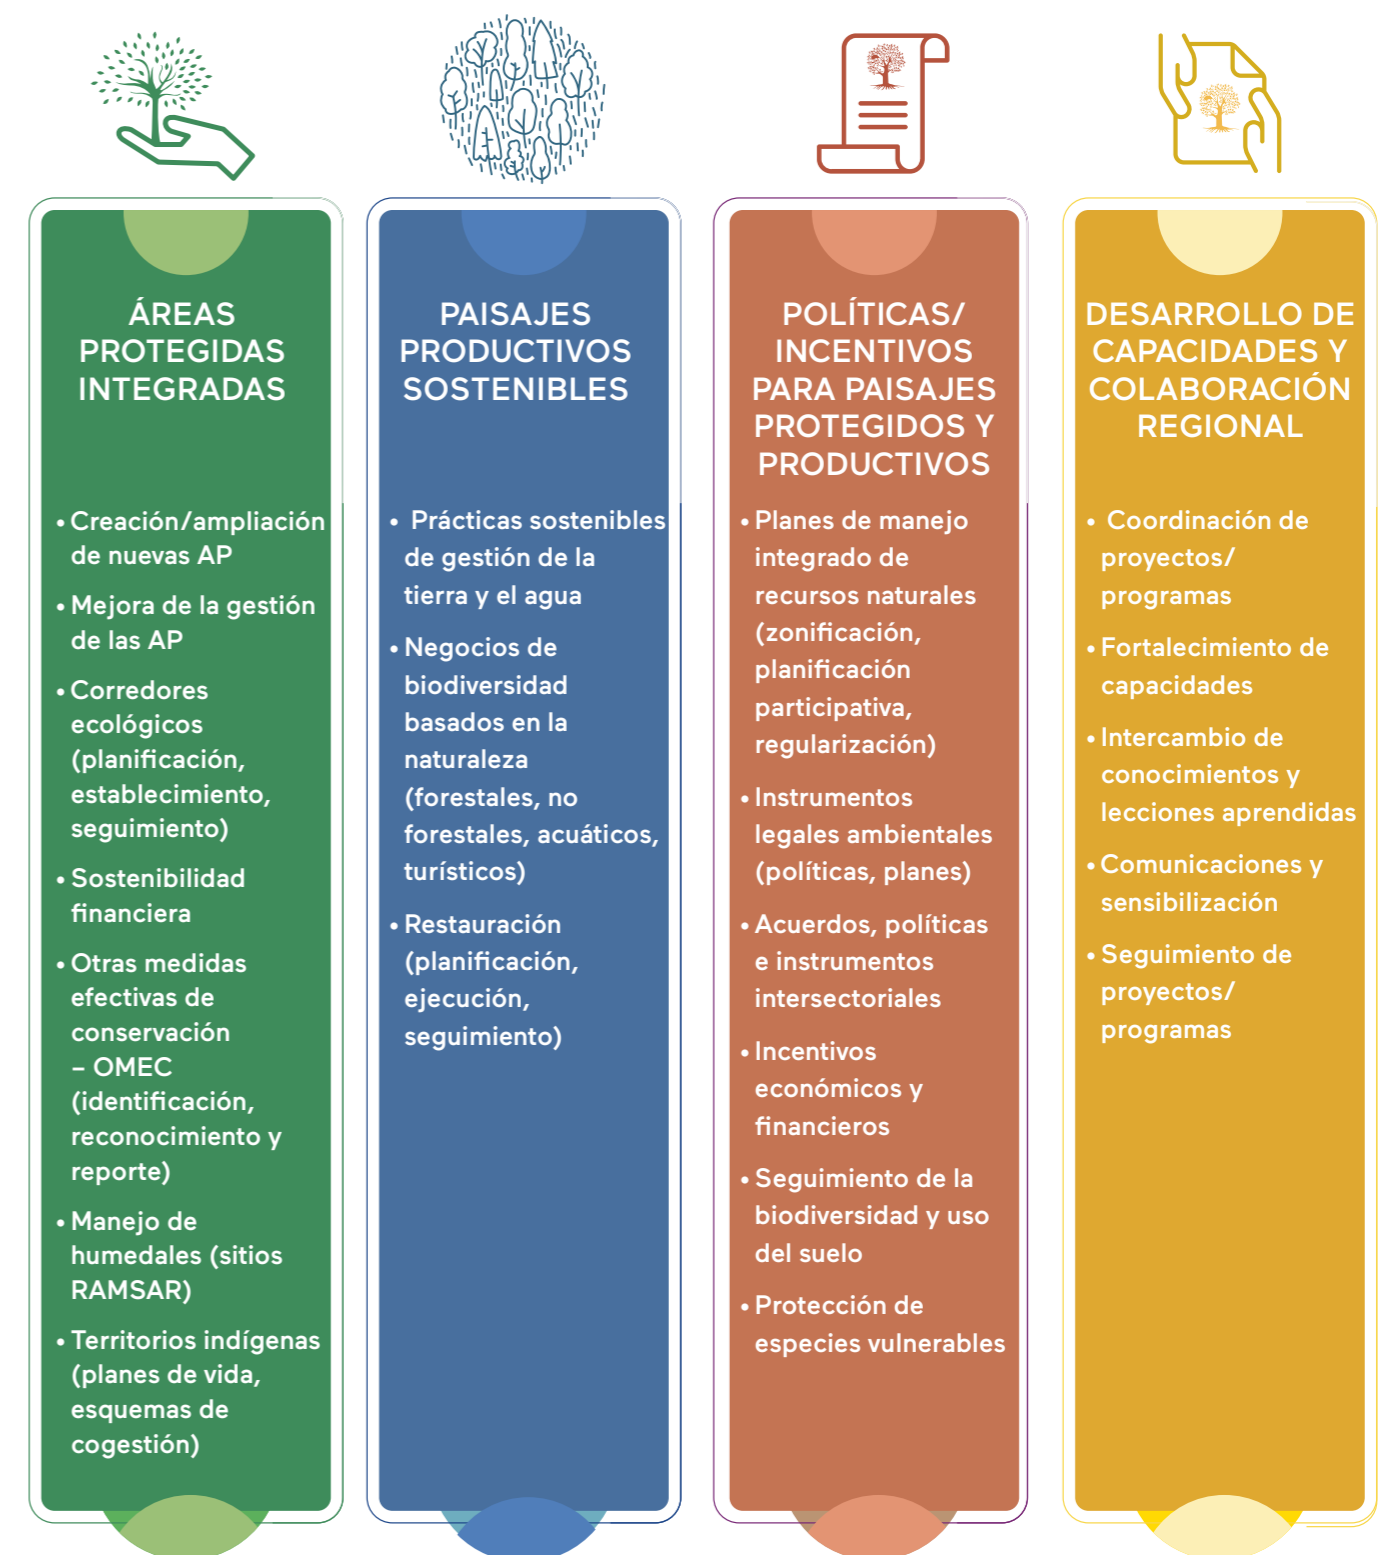 ÁREAS
PROTEGIDAS
INTEGRADAS
• Creación/ampliación
de nuevas AP
• Mejora de la gestión
de las AP
• Corredores
ecológicos
(planificación,
establecimiento,
seguimiento)
• Sostenibilidad
financiera
• Otras medidas
efectivas de
conservación
– OMEC
(identificación,
reconocimiento y
reporte)
• Manejo de
humedales (sitios
RAMSAR)
• Territorios indígenas
(planes de vida,
esquemas de
cogestión)
PAISAJES
PRODUCTIVOS
SOSTENIBLES
• Prácticas sostenibles
de gestión de la
tierra y el agua
• Negocios de
biodiversidad
basados en la
naturaleza
(forestales, no
forestales, acuáticos,
turísticos)
• Restauración
(planificación,
ejecución,
seguimiento)
POLÍTICAS/
INCENTIVOS
PARA PAISAJES
PROTEGIDOS Y
PRODUCTIVOS
• Planes de manejo
integrado de
recursos naturales
(zonificación,
planificación
participativa,
regularización)
• Instrumentos
legales ambientales
(políticas, planes)
• Acuerdos, políticas
e instrumentos
intersectoriales
• Incentivos
económicos y
financieros
• Seguimiento de la
biodiversidad y uso
del suelo
• Protección de
especies vulnerables
DESARROLLO DE
CAPACIDADES Y
COLABORACIÓN
REGIONAL
• Coordinación de
proyectos/
programas
• Fortalecimiento de
capacidades
• Intercambio de
conocimientos y
lecciones aprendidas
• Comunicaciones y
sensibilización
• Seguimiento de
proyectos/
programas